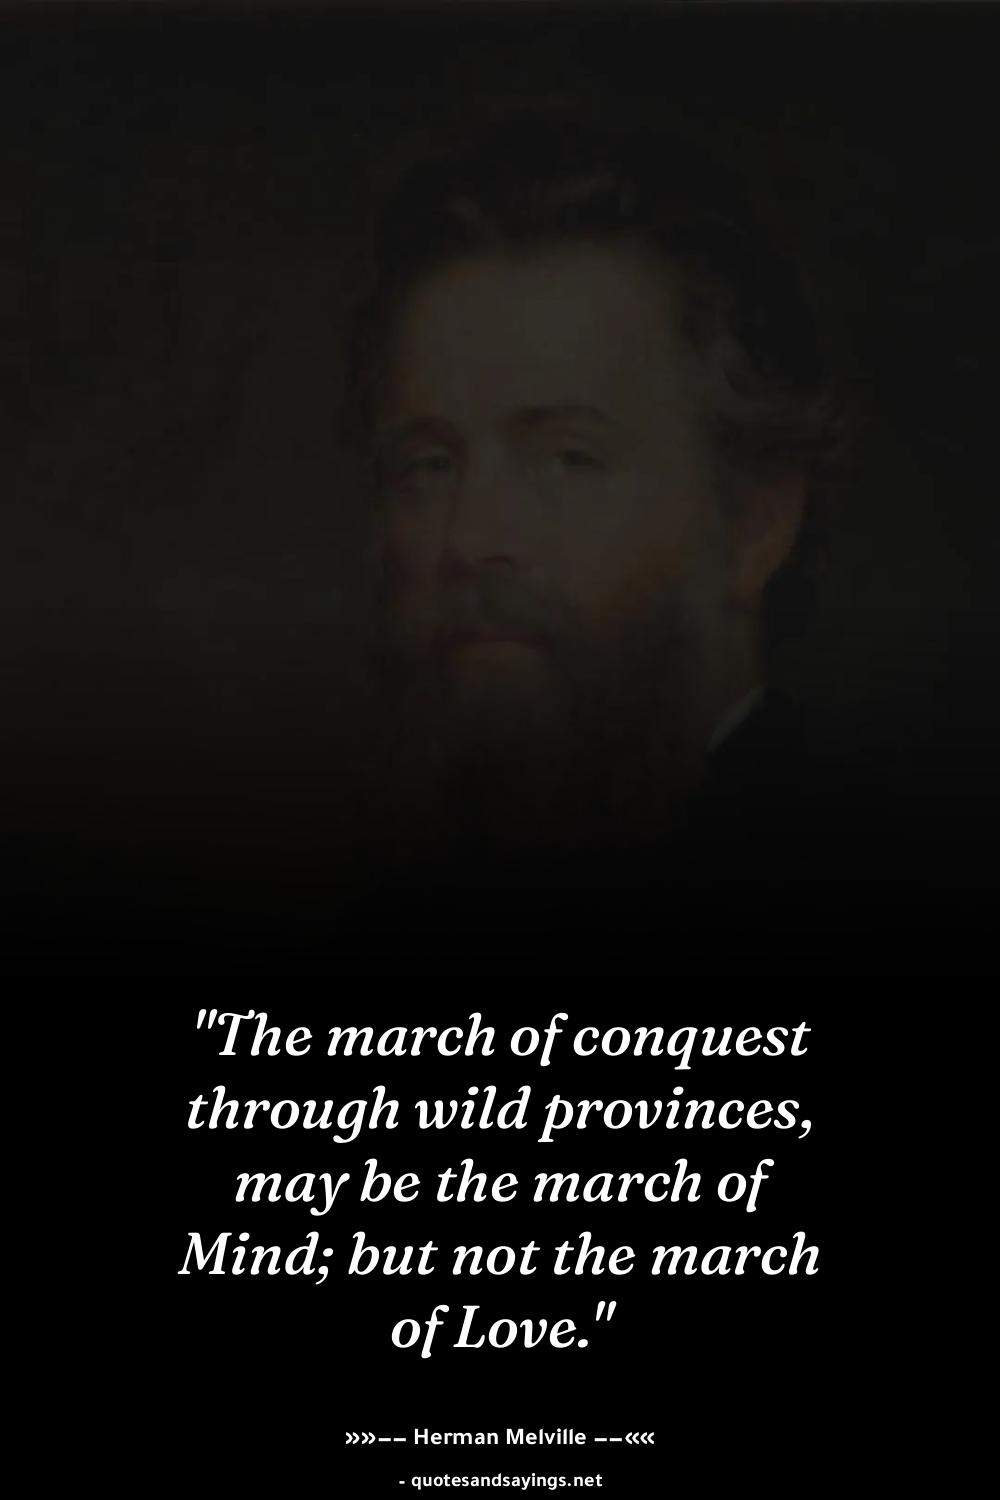 "The march of conquest
through wild provinces,
may be the march of
Mind; but not the march
of Love."
»»–– Herman Melville ––««
- quotesandsayings.net